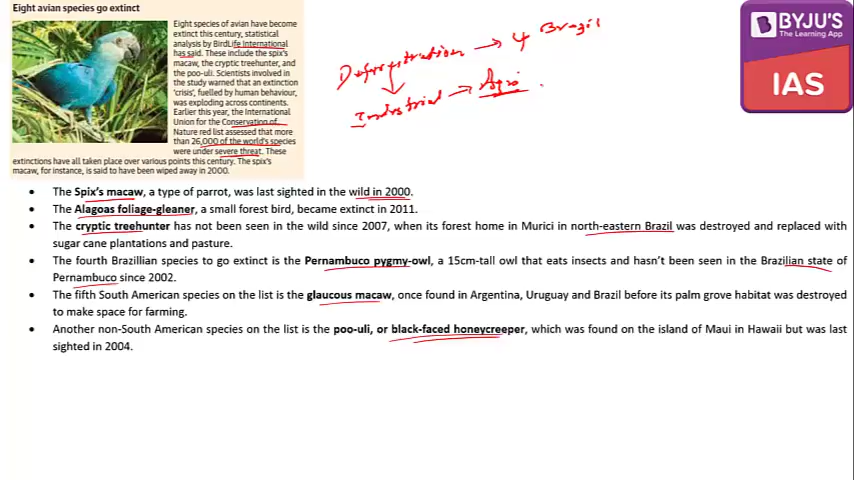 Eight avian species go extinct
Eight species of avian have become
extinct this century, statistical
analysis by BirdLife International
has said. These include the spix's
macaw, the cryptic treehunter, and
the poo-uli. Scientists involved in
the study warned that an extinction
'crisis', fuelled by human behaviour,
was exploding across continents.
Earlier this year, the International
Union for the Conservation of
Nature red list assessed that more
than 26,000 of the world's species
were under severe threat. These
extinctions have all taken place over various points this century. The spix's
macaw, for instance, is said to have been wiped away in 2000.
Deforestration → 4 Brazil
Industrial → Agri
BYJU'S
The Learning App
IAS
• The Spix's macaw, a type of parrot, was last sighted in the wild in 2000.
• The Alagoas foliage-gleaner, a small forest bird, became extinct in 2011.
• The cryptic treehunter has not been seen in the wild since 2007, when its forest home in Murici in north-eastern Brazil was destroyed and replaced with
sugar cane plantations and pasture.
• The fourth Brazillian species to go extinct is the Pernambuco pygmy-owl, a 15cm-tall owl that eats insects and hasn't been seen in the Brazilian state of
Pernambuco since 2002.
• The fifth South American species on the list is the glaucous macaw, once found in Argentina, Uruguay and Brazil before its palm grove habitat was destroyed
to make space for farming.
• Another non-South American species on the list is the poo-uli, or black-faced honeycreeper, which was found on the island of Maui in Hawaii but was last
sighted in 2004.